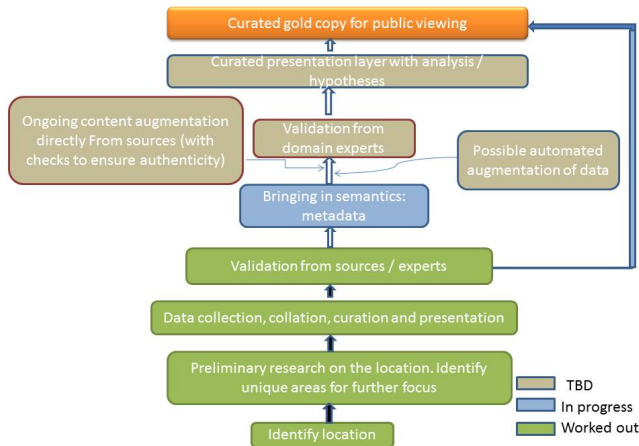 Curated gold copy for public viewing
Curated presentation layer with analysis /
hypotheses
Ongoing content augmentation
directly From sources (with
checks to ensure authenticity)
Validation from
domain experts
Possible automated
augmentation of data
Bringing in semantics:
metadata
Validation from sources / experts
Data collection, collation, curation and presentation
Preliminary research on the location. Identify
unique areas for further focus
Identify location
TBD
In progress
Worked out